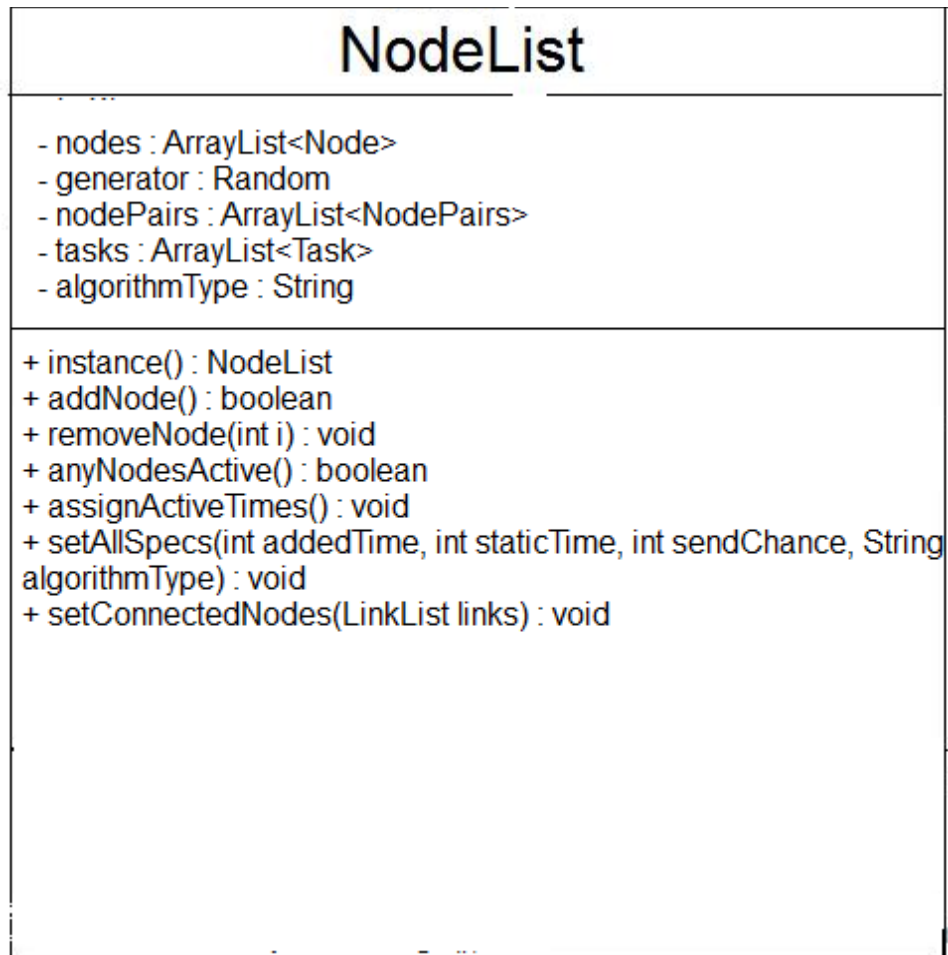 NodeList
- nodes : ArrayList<Node>
- generator : Random
- nodePairs : ArrayList<NodePairs>
- tasks : ArrayList<Task>
- algorithmType : String
+ instance() : NodeList
+ addNode() : boolean
+ removeNode(int i) : void
+ anyNodesActive() : boolean
+ assignActiveTimes() : void
+ setAllSpecs(int addedTime, int staticTime, int sendChance, String
algorithmType) : void
+ setConnectedNodes(LinkList links) : void